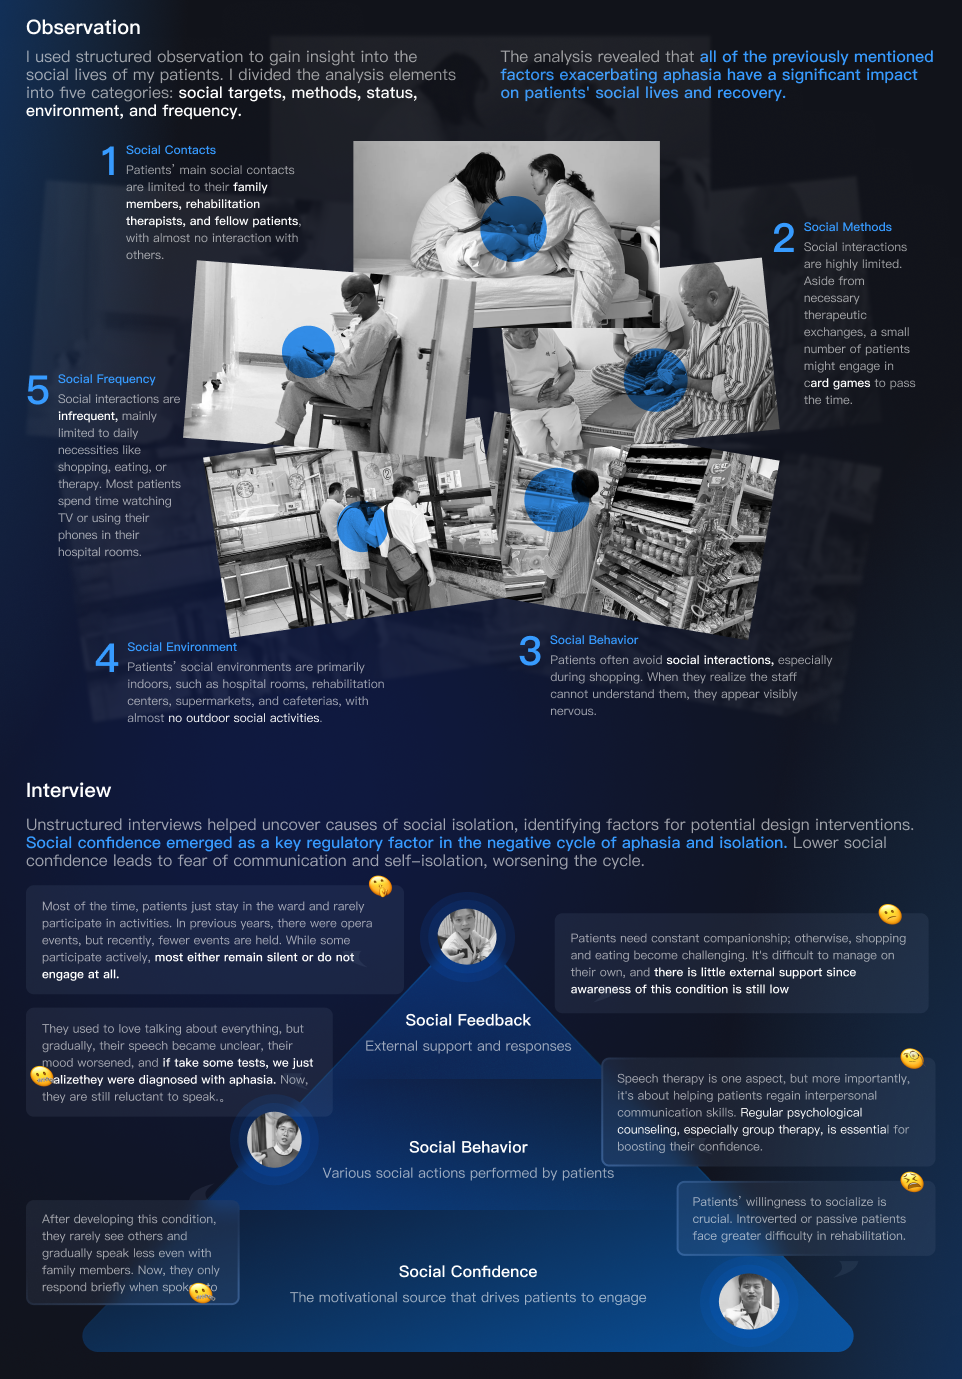 Observation
I used structured observation to gain insight into the
social lives of my patients. I divided the analysis elements
into five categories: social targets, methods, status,
environment, and frequency.
The analysis revealed that all of the previously mentioned
factors exacerbating aphasia have a significant impact
on patients' social lives and recovery.
1
Social Contacts
Patients' main social contacts
are limited to their family
members, rehabilitation
therapists, and fellow patients,
with almost no interaction with
others.
2
Social Methods
Social interactions
are highly limited.
Aside from
necessary
therapeutic
exchanges, a small
number of patients
might engage in
card games to pass
the time.
5
Social Frequency
Social interactions are
infrequent, mainly
limited to daily
necessities like
shopping, eating, or
therapy. Most patients
spend time watching
TV or using their
phones in their
hospital rooms.
4
Social Environment
Patients' social environments are primarily
indoors, such as hospital rooms, rehabilitation
centers, supermarkets, and cafeterias, with
almost no outdoor social activities.
3
Social Behavior
Patients often avoid social interactions, especially
during shopping. When they realize the staff
cannot understand them, they appear visibly
nervous.
Interview
Unstructured interviews helped uncover causes of social isolation, identifying factors for potential design interventions.
Social confidence emerged as a key regulatory factor in the negative cycle of aphasia and isolation. Lower social
confidence leads to fear of communication and self-isolation, worsening the cycle.
Most of the time, patients just stay in the ward and rarely
participate in activities. In previous years, there were opera
events, but recently, fewer events are held. While some
participate actively, most either remain silent or do not
engage at all.
Patients need constant companionship; otherwise, shopping
and eating become challenging. It's difficult to manage on
their own, and there is little external support since
awareness of this condition is still low
They used to love talking about everything, but
gradually, their speech became unclear, their
mood worsened, and if take some tests, we just
alizethey were diagnosed with aphasia. Now,
they are still reluctant to speak.。
Social Feedback
External support and responses
Speech therapy is one aspect, but more importantly,
it's about helping patients regain interpersonal
communication skills. Regular psychological
counseling, especially group therapy, is essential for
boosting their confidence.
Social Behavior
Various social actions performed by patients
Patients' willingness to socialize is
crucial. Introverted or passive patients
face greater difficulty in rehabilitation.
After developing this condition,
they rarely see others and
gradually speak less even with
family members. Now, they only
respond briefly when spok to
Social Confidence
The motivational source that drives patients to engage